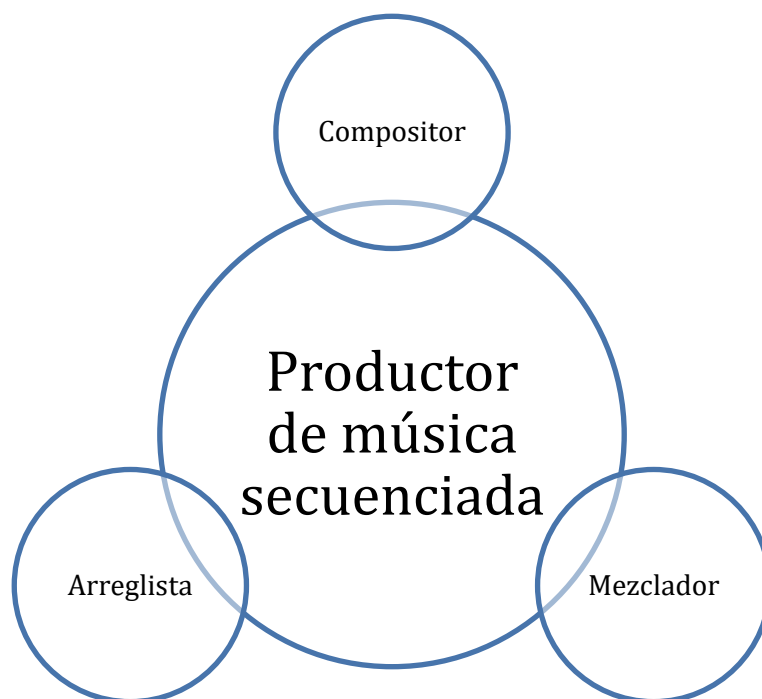 Compositor
Productor
de música
secuenciada
Arreglista
Mezclador